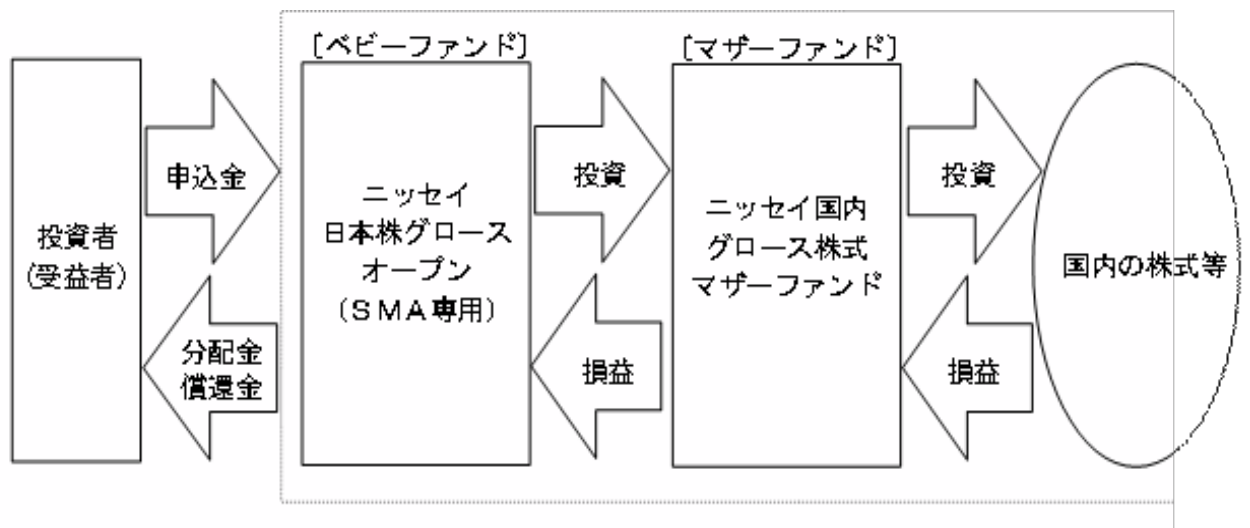 [ベビーファンド]
[マザーファンド]
投資者
(受益者)
申込金
分配金
償還金
ニッセイ
日本株グロース
オープン
(SMA専用)
投資
損益
ニッセイ国内
グロース株式
マザーファンド
投資
損益
国内の株式等